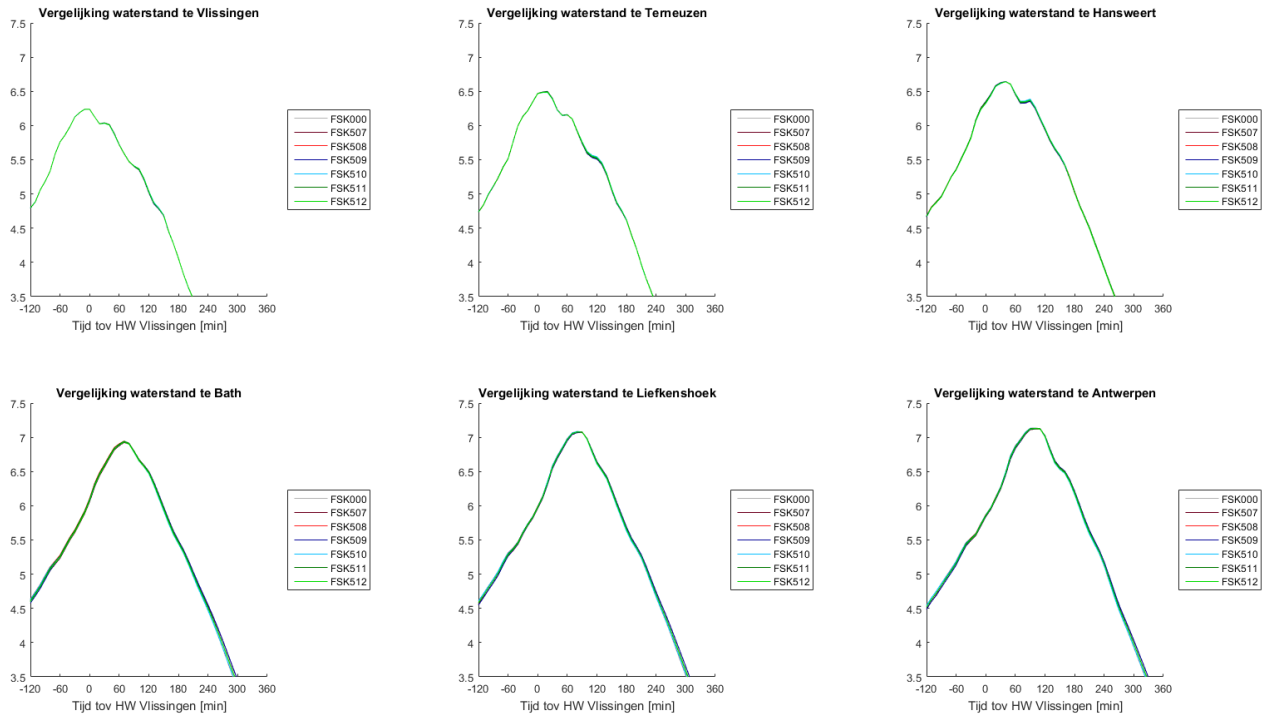 Vergelijking waterstand te Vlissingen
7.5
7
6.5
6
5.5
5
4.5
4
3.5
-120 -60 0 60 120 180 240 300 360
Tijd tov HW Vlissingen [min]
FSK000
FSK507
FSK508
FSK509
FSK510
FSK511
FSK512
Vergelijking waterstand te Terneuzen
7.5
7
6.5
6
5.5
5
4.5
4
3.5
-120 -60 0 60 120 180 240 300 360
Tijd tov HW Vlissingen [min]
FSK000
FSK507
FSK508
FSK509
FSK510
FSK511
FSK512
Vergelijking waterstand te Hansweert
7.5
7
6.5
6
5.5
5
4.5
4
3.5
-120 -60 0 60 120 180 240 300 360
Tijd tov HW Vlissingen [min]
FSK000
FSK507
FSK508
FSK509
FSK510
FSK511
FSK512
Vergelijking waterstand te Bath
7.5
7
6.5
6
5.5
5
4.5
4
3.5
-120 -60 0 60 120 180 240 300 360
Tijd tov HW Vlissingen [min]
FSK000
FSK507
FSK508
FSK509
FSK510
FSK511
FSK512
Vergelijking waterstand te Liefkenshoek
7.5
7
6.5
6
5.5
5
4.5
4
3.5
-120 -60 0 60 120 180 240 300 360
Tijd tov HW Vlissingen [min]
FSK000
FSK507
FSK508
FSK509
FSK510
FSK511
FSK512
Vergelijking waterstand te Antwerpen
7.5
7
6.5
6
5.5
5
4.5
4
3.5
-120 -60 0 60 120 180 240 300 360
Tijd tov HW Vlissingen [min]
FSK000
FSK507
FSK508
FSK509
FSK510
FSK511
FSK512